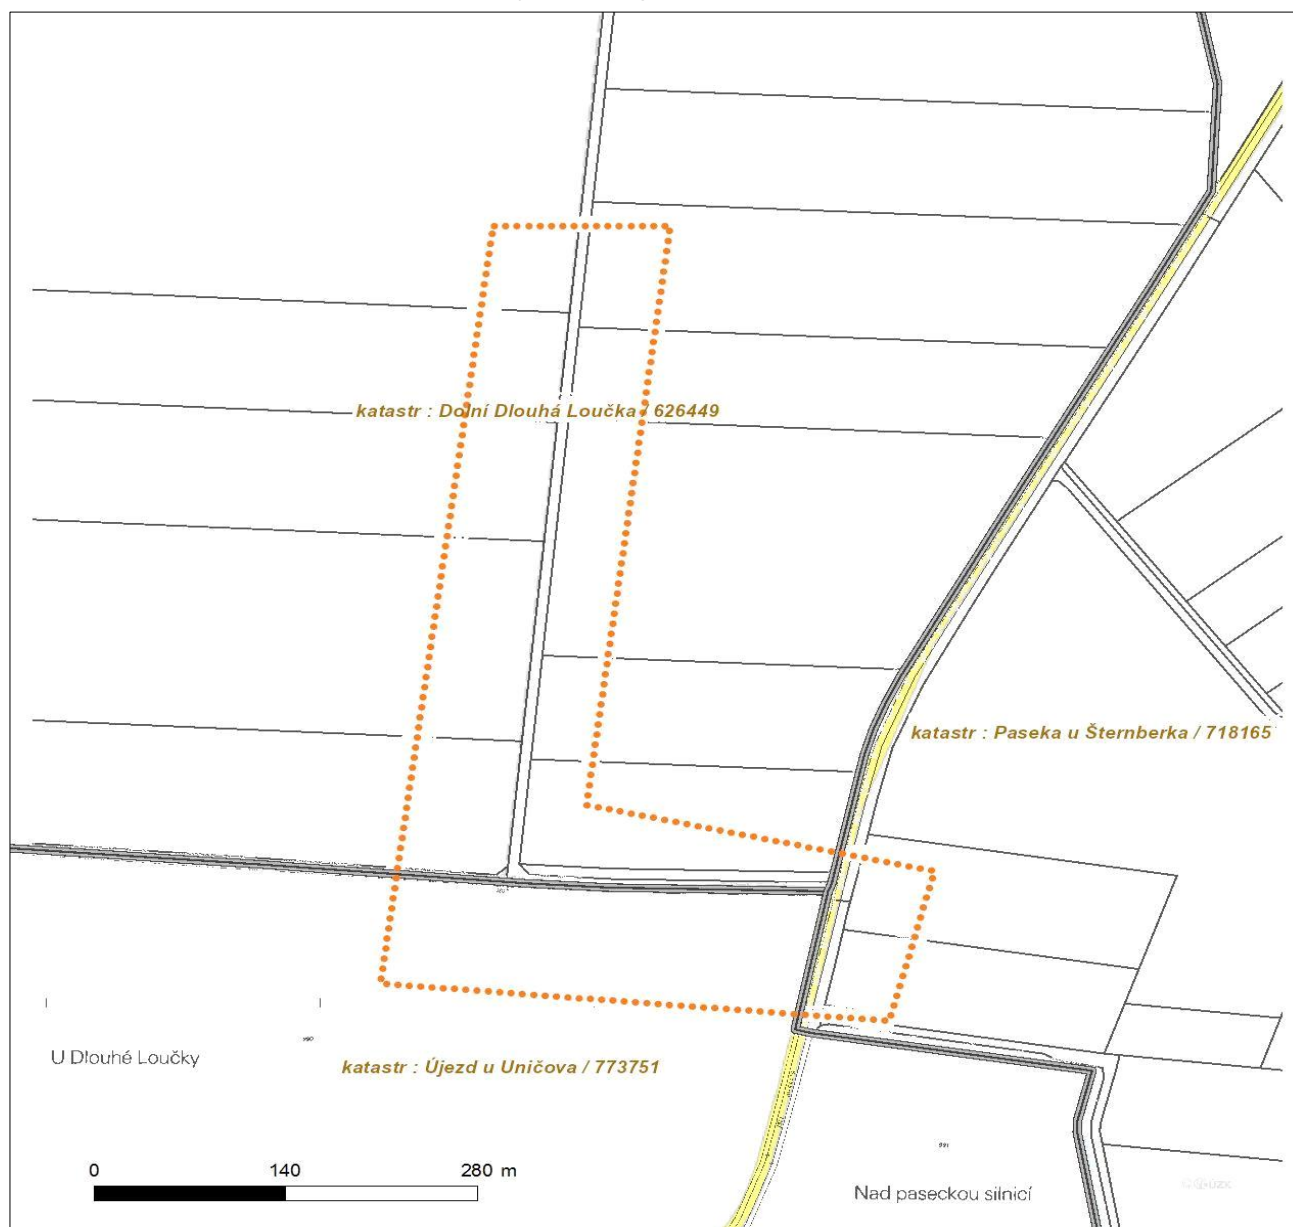 katastr : Dolní Dlouhá Loučka / 626449
katastr : Paseka u Šternberka / 718165
U Dlouhé Loučky
katastr : Újezd u Uničova / 773751
0 140 280 m
Nad paseckou silnicí